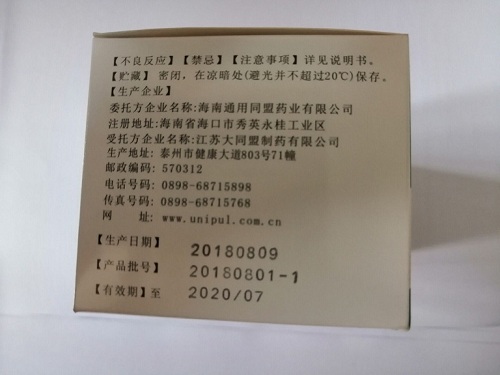 【不良反应】【禁忌】【注意事项】详见说明书。
【贮藏】密闭，在凉暗处(避光并不超过20℃)保存。
【生产企业】
委托方企业名称:海南通用同盟药业有限公司
注册地址:海南省海口市秀英永桂工业区
受托方企业名称:江苏大同盟制药有限公司
生产地址:泰州市健康大道803号71幢
邮政编码:570312
电话号码:0898-68715898
传真号码:0898-68715768
网 址:www.unipul.com.cn
【生产日期】 20180809
【产品批号】 20180801-1
【有效期】至 2020/07